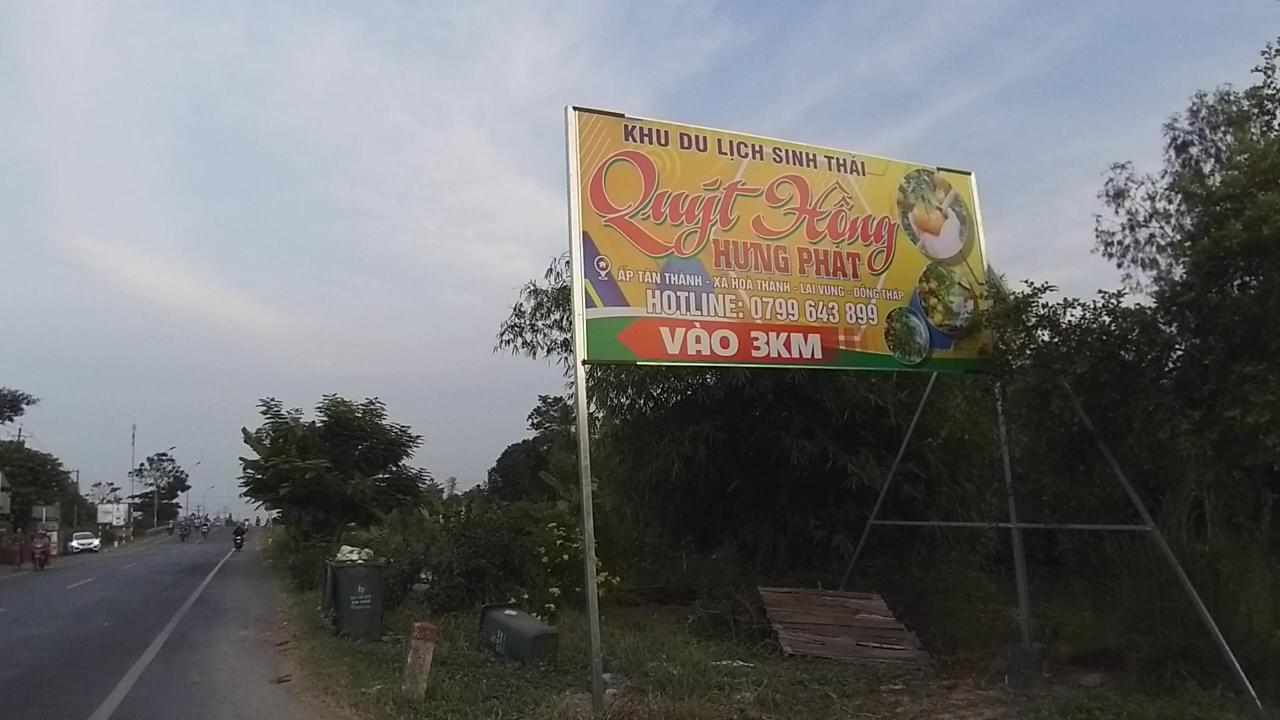 KHU DU LỊCH SINH THÁI
Quýt Hồng
HƯNG PHÁT
ẤP TÂN THÀNH - XÃ HOÀ THÀNH - LAI VUNG - ĐỒNG THÁP
HOTLINE: 0799 643 899
VÀO 3KM